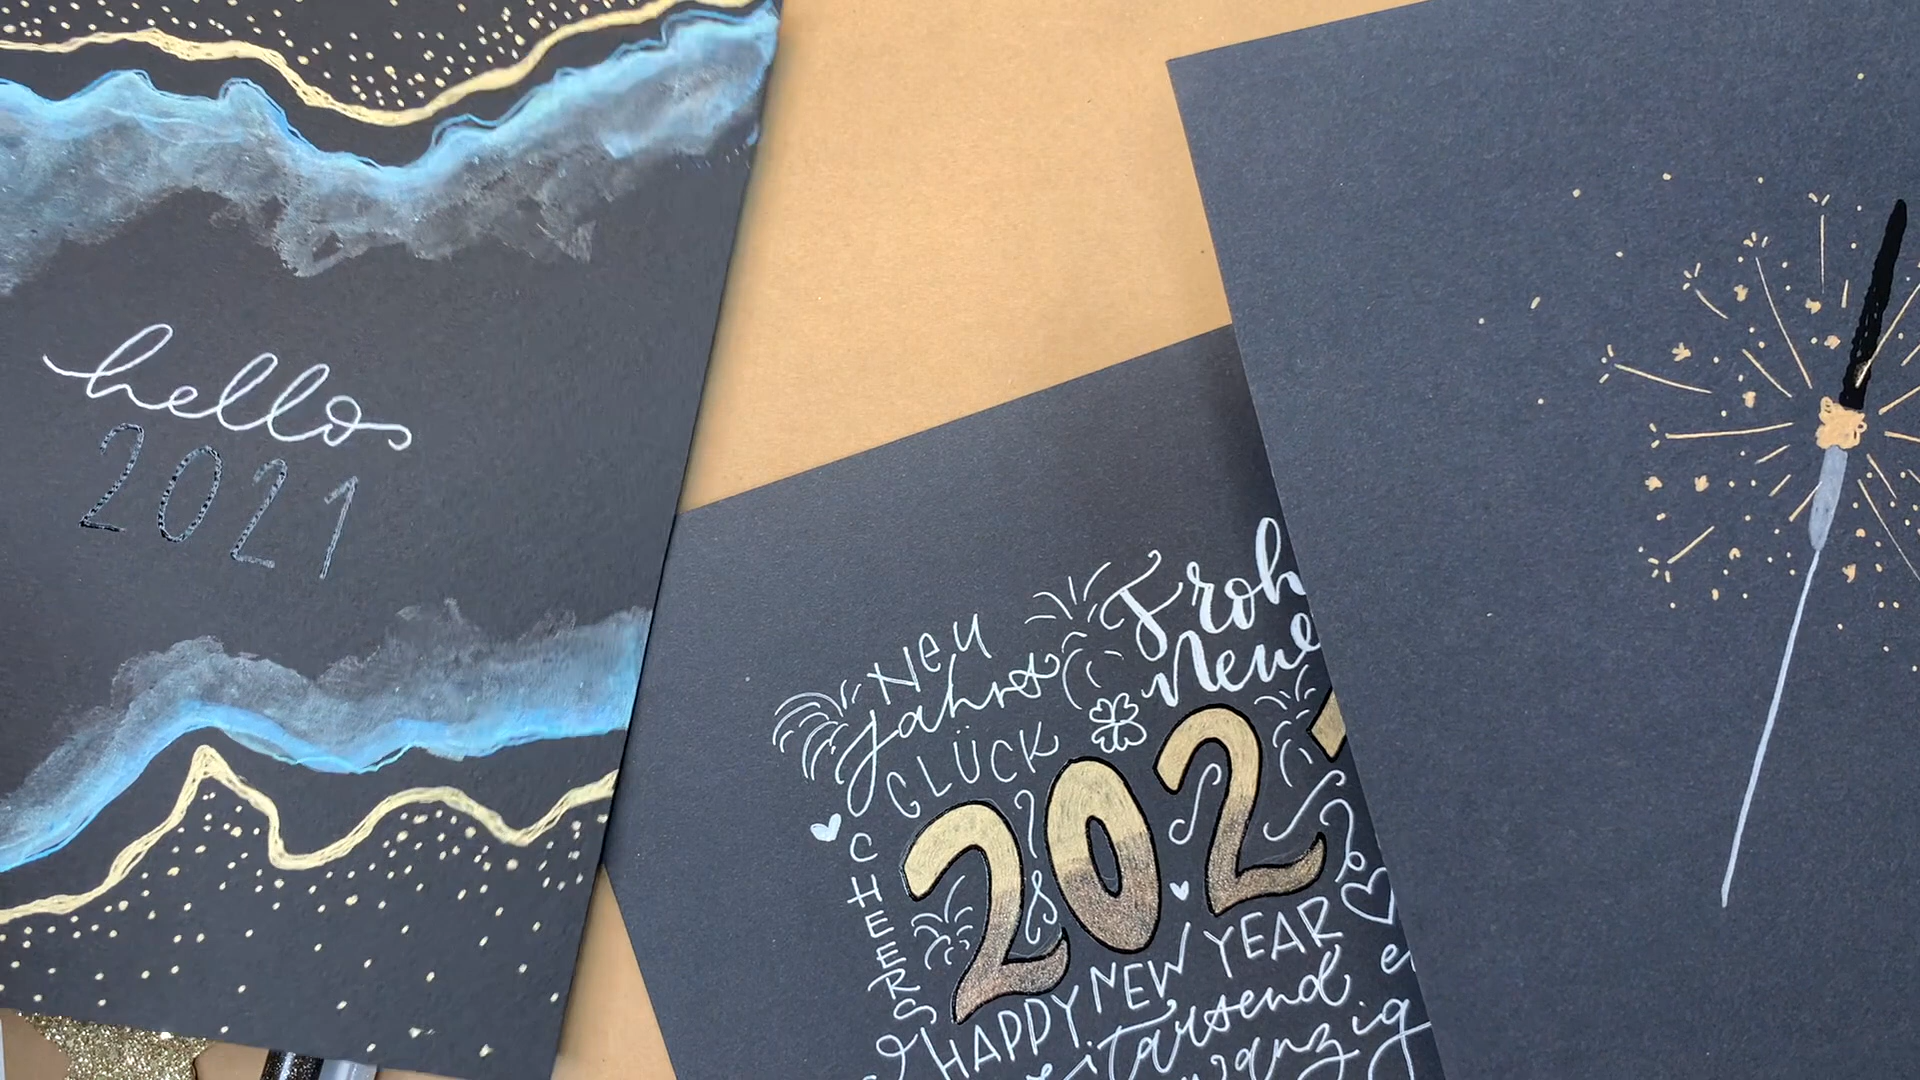 hello
2021
Neu
jahrs
GLÜCK
Froh
Neue
202
CHEERS
HAPPY NEW YEAR